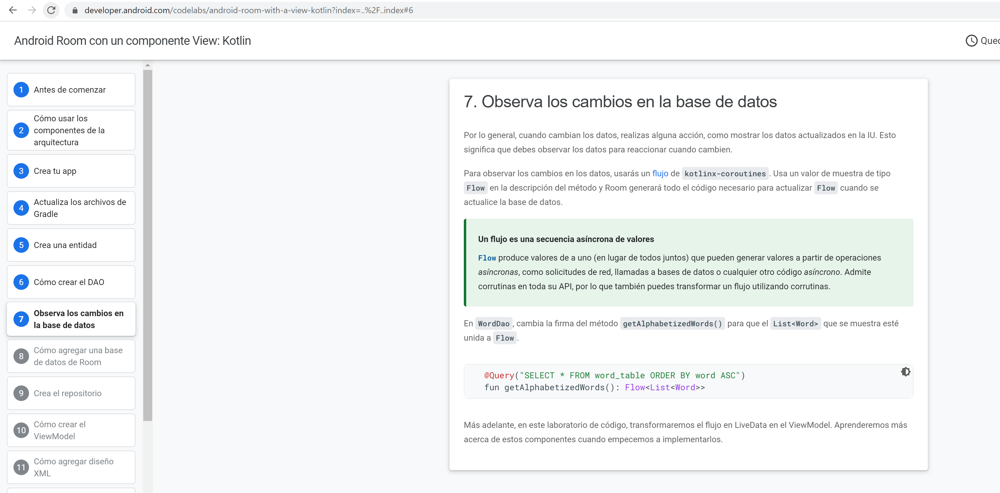 developer.android.com/codelabs/android-room-with-a-view-kotlin?index=..%2F..index#6
Android Room con un componente View: Kotlin
1 Antes de comenzar
2 Cómo usar los
componentes de la
arquitectura
3 Crea tu app
4 Actualiza los archivos de
Gradle
5 Crea una entidad
6 Cómo crear el DAO
7 Observa los cambios en
la base de datos
8 Cómo agregar una base
de datos de Room
9 Crea el repositorio
10 Cómo crear el
ViewModel
11 Cómo agregar diseño
XML
7. Observa los cambios en la base de datos
Por lo general, cuando cambian los datos, realizas alguna acción, como mostrar los datos actualizados en la IU. Esto
significa que debes observar los datos para reaccionar cuando cambien.
Para observar los cambios en los datos, usarás un flujo de kotlinx-coroutines. Usa un valor de muestra de tipo
Flow en la descripción del método y Room generará todo el código necesario para actualizar Flow cuando se
actualice la base de datos.
Un flujo es una secuencia asíncrona de valores
Flow produce valores de a uno (en lugar de todos juntos) que pueden generar valores a partir de operaciones
asíncronas, como solicitudes de red, llamadas a bases de datos o cualquier otro código asíncrono. Admite
corrutinas en toda su API, por lo que también puedes transformar un flujo utilizando corrutinas.
En WordDao, cambia la firma del método getAlphabetizedWords() para que el List<Word> que se muestra esté
unida a Flow.
@Query("SELECT * FROM word_table ORDER BY word ASC")
fun getAlphabetizedWords(): Flow<List<Word>>
Más adelante, en este laboratorio de código, transformaremos el flujo en LiveData en el ViewModel. Aprenderemos más
acerca de estos componentes cuando empecemos a implementarlos.